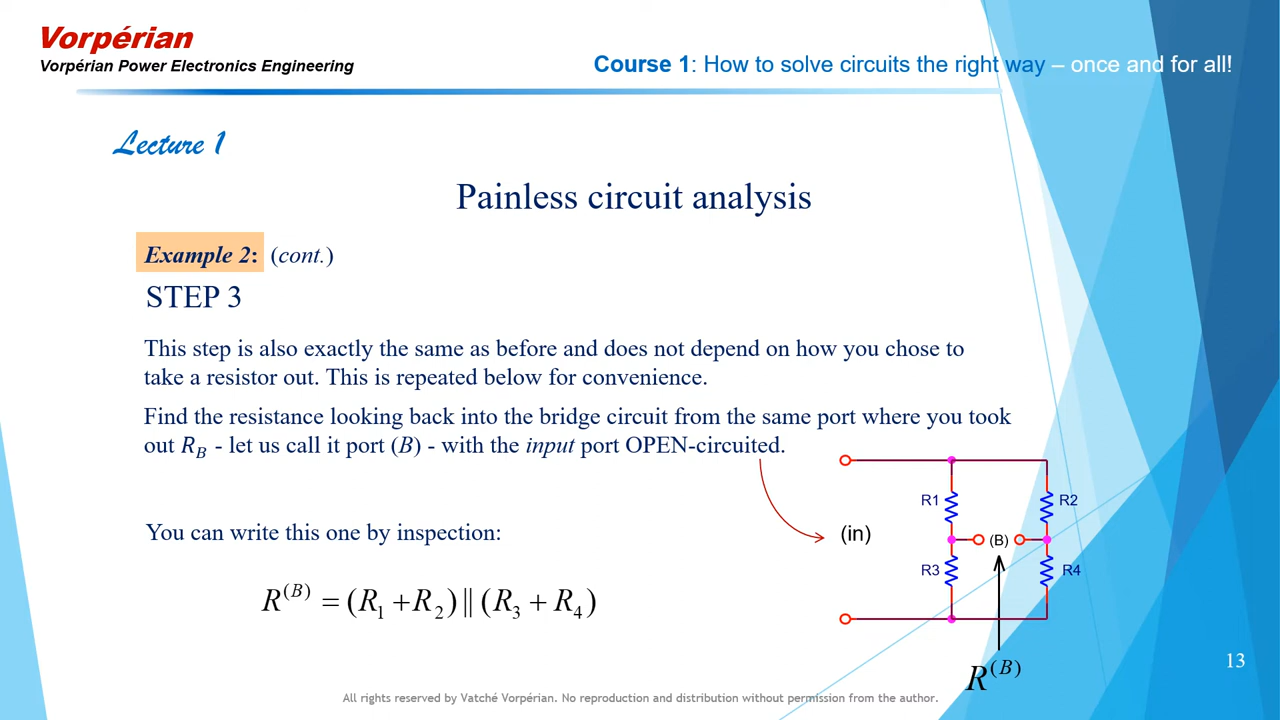 Vorpérian
Vorpérian Power Electronics Engineering
Course 1: How to solve circuits the right way – once and for all!
Lecture 1
Painless circuit analysis
Example 2: (cont.)
STEP 3
This step is also exactly the same as before and does not depend on how you chose to
take a resistor out. This is repeated below for convenience.
Find the resistance looking back into the bridge circuit from the same port where you took
out R_B - let us call it port (B) - with the input port OPEN-circuited.
R1
R2
You can write this one by inspection:
(in)
(B)
R3
R4
R^(B) = (R_1 + R_2) || (R_3 + R_4)
R^(B)
13
All rights reserved by Vatché Vorpérian. No reproduction and distribution without permission from the author.